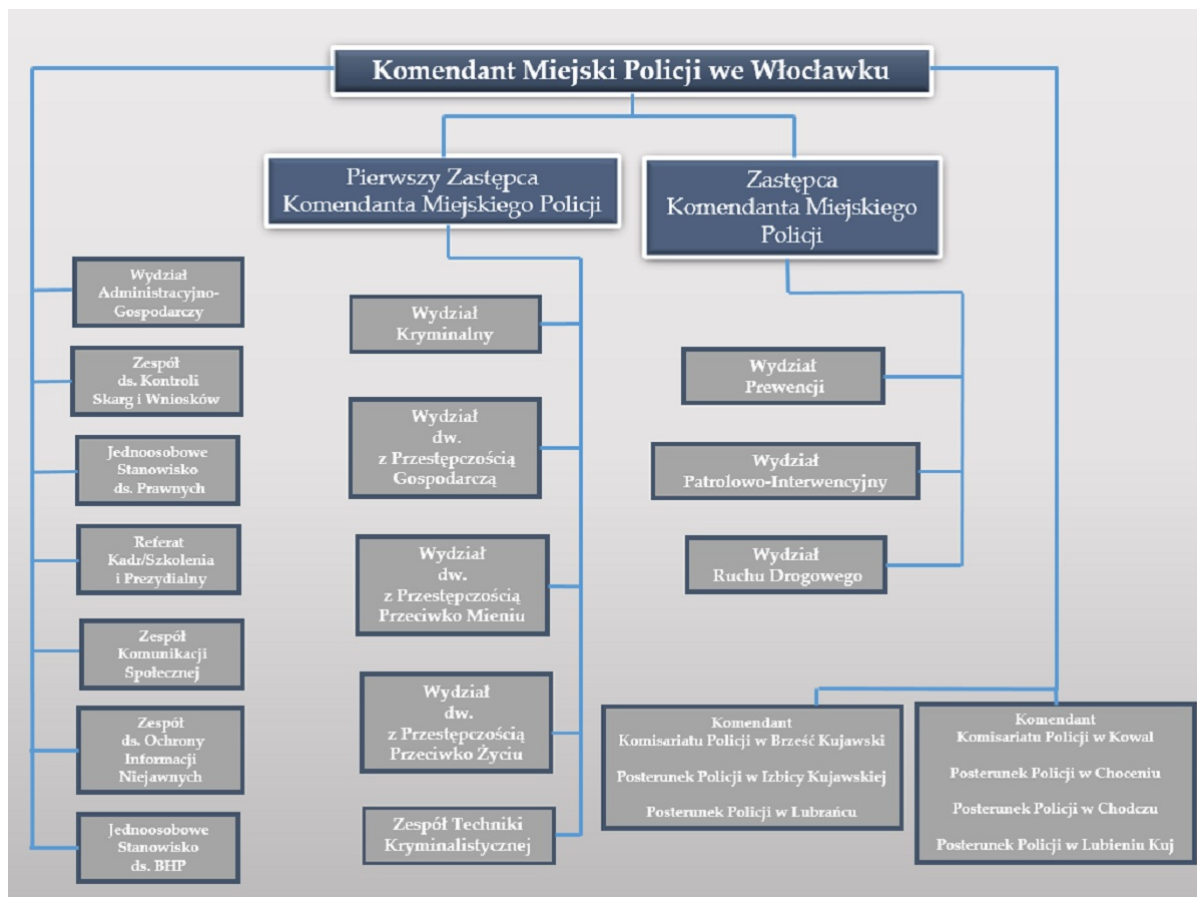 Komendant Miejski Policji we Włocławku
Pierwszy Zastępca
Komendanta Miejskiego Policji
Zastępca
Komendanta Miejskiego
Policji
Wydział
Administracyjno-
Gospodarczy
Zespół
ds. Kontroli
Skarg i Wniosków
Jednoosobowe
Stanowisko
ds. Prawnych
Referat
Kadr/Szkolenia
i Prezydialny
Zespół
Komunikacji
Społecznej
Zespół
ds. Ochrony
Informacji
Niejawnych
Jednoosobowe
Stanowisko
ds. BHP
Wydział
Kryminalny
Wydział
dw.
z Przestępczością
Gospodarczą
Wydział
dw.
z Przestępczością
Przeciwko Mieniu
Wydział
dw.
z Przestępczością
Przeciwko Życiu
Zespół Techniki
Kryminalistycznej
Wydział
Prewencji
Wydział
Patrolowo-Interwencyjny
Wydział
Ruchu Drogowego
Komendant
Komisariatu Policji w Brześć Kujawski
Posterunek Policji w Izbicy Kujawskiej
Posterunek Policji w Lubrańcu
Komendant
Komisariatu Policji w Kowal
Posterunek Policji w Choceniu
Posterunek Policji w Chodczu
Posterunek Policji w Lubieniu Kuj